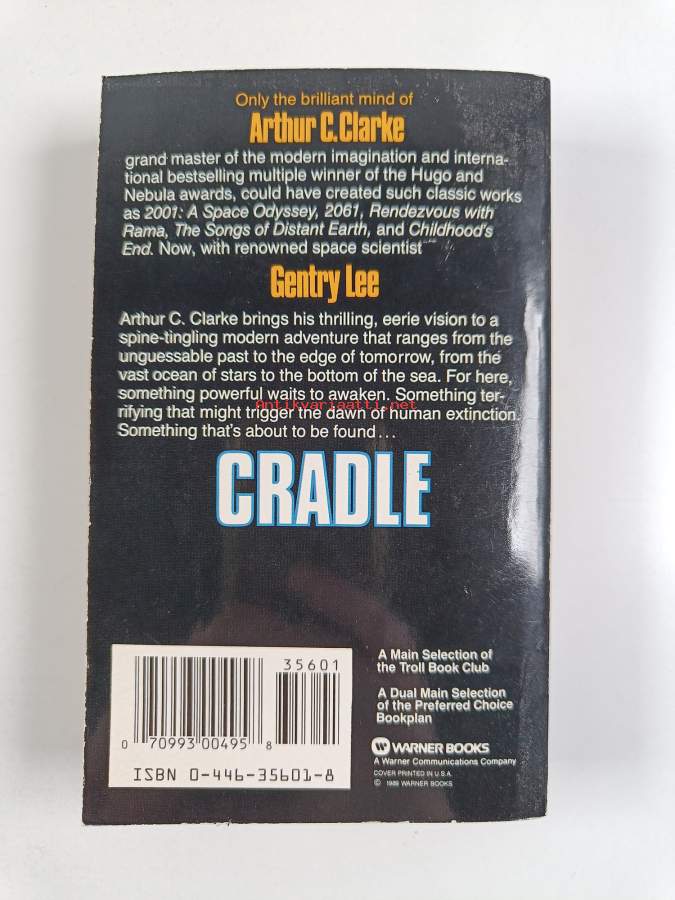 Only the brilliant mind of
Arthur C. Clarke
grand master of the modern imagination and interna-
tional bestselling multiple winner of the Hugo and
Nebula awards, could have created such classic works
as 2001: A Space Odyssey, 2061, Rendezvous with
Rama, The Songs of Distant Earth, and Childhood's
End. Now, with renowned space scientist
Gentry Lee
Arthur C. Clarke brings his thrilling, eerie vision to a
spine-tingling modern adventure that ranges from the
unguessable past to the edge of tomorrow, from the
vast ocean of stars to the bottom of the sea. For here,
something powerful waits to awaken. Something ter-
Antikvariaatti.net
rifying that might trigger the dawn of human extinction.
Something that's about to be found...
CRADLE
35601
0 70993 00495 8
ISBN 0-446-35601-8
A Main Selection of
the Troll Book Club
A Dual Main Selection
of the Preferred Choice
Bookplan
W WARNER BOOKS
A Warner Communications Company
COVER PRINTED IN U.S.A.
© 1989 WARNER BOOKS